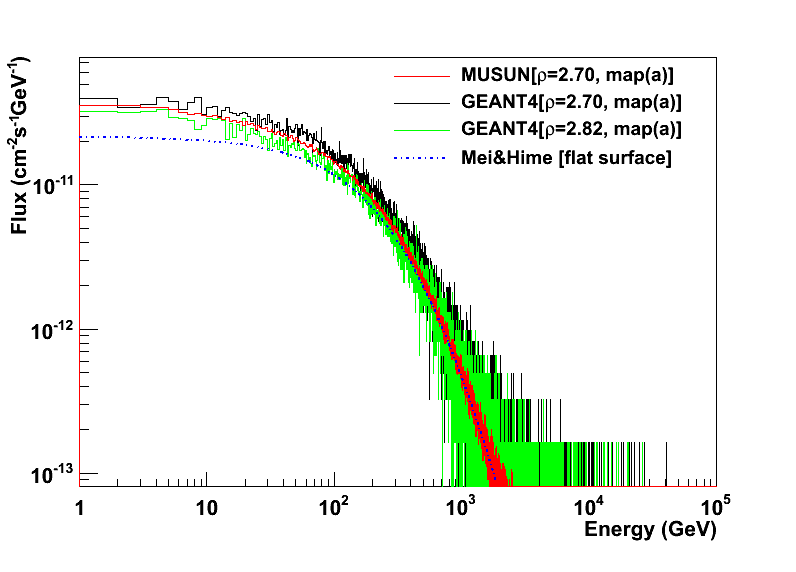 MUSUN[ρ=2.70, map(a)]
GEANT4[ρ=2.70, map(a)]
GEANT4[ρ=2.82, map(a)]
Mei&Hime [flat surface]
Flux (cm⁻²s⁻¹GeV⁻¹)
10⁻¹¹
10⁻¹²
10⁻¹³
1 10 10² 10³ 10⁴ 10⁵
Energy (GeV)